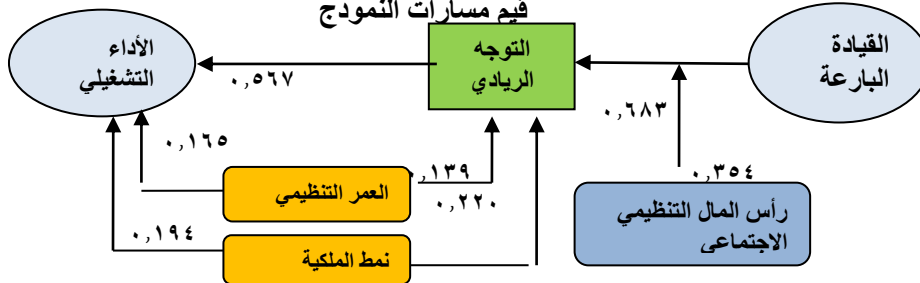 قيم مسارات النموذج
القيادة
البارعة
التوجه
الريادي
الأداء
التشغيلي
٠,٥٦٧
٠,٦٨٣
٠,١٦٥
٠,١٣٩
٠,٣٥٤
العمر التنظيمي
٠,٢٢٠
رأس المال التنظيمي
الاجتماعي
٠,١٩٤
نمط الملكية